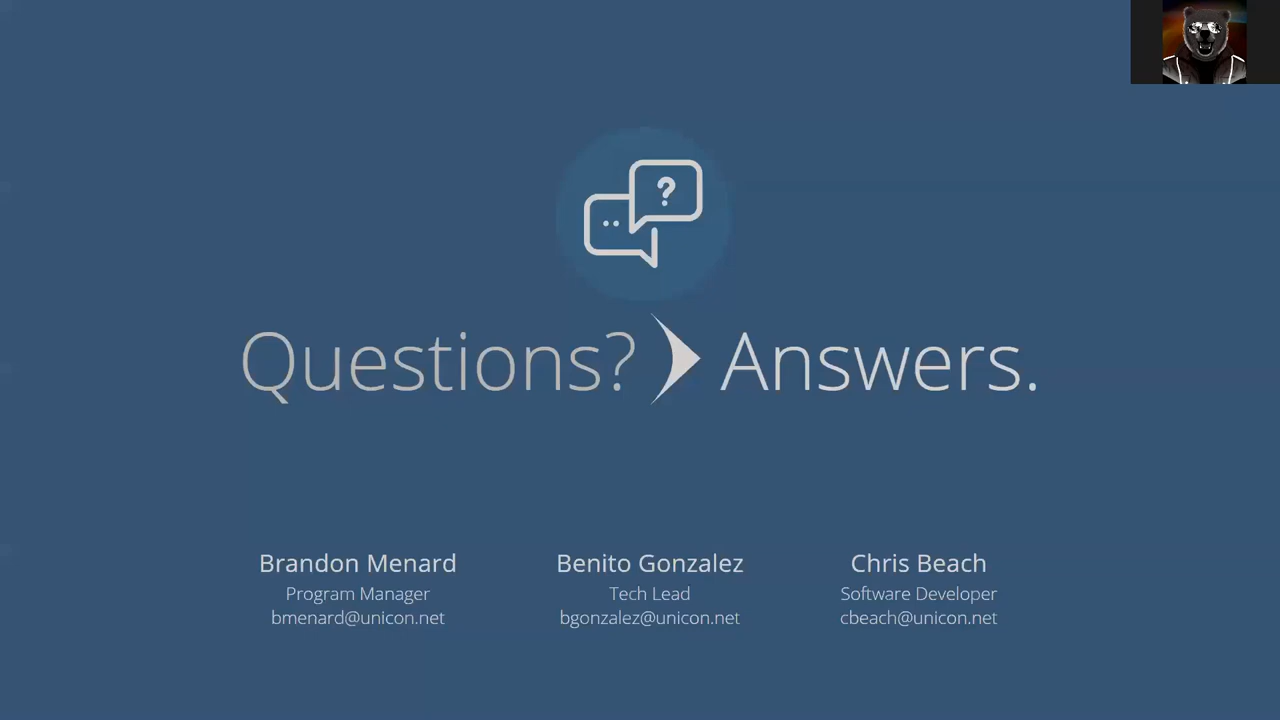 Questions? Answers.
Brandon Menard
Program Manager
bmenard@unicon.net
Benito Gonzalez
Tech Lead
bgonzalez@unicon.net
Chris Beach
Software Developer
cbeach@unicon.net